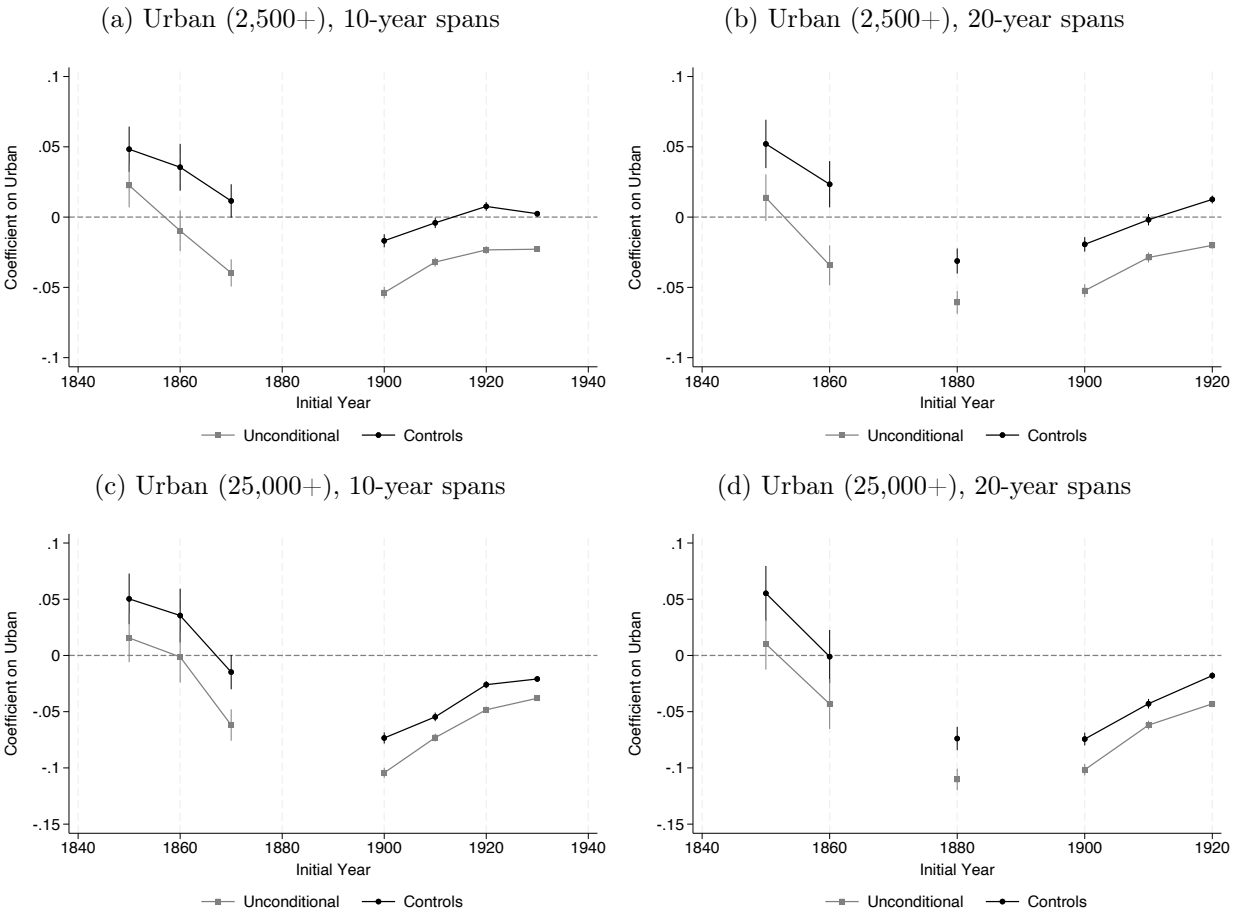 (a) Urban (2,500+), 10-year spans
Coefficient on Urban
.1
.05
0
-.05
-.1
1840 1860 1880 1900 1920 1940
Initial Year
Unconditional Controls
(b) Urban (2,500+), 20-year spans
Coefficient on Urban
.1
.05
0
-.05
-.1
1840 1860 1880 1900 1920
Initial Year
Unconditional Controls
(c) Urban (25,000+), 10-year spans
Coefficient on Urban
.1
.05
0
-.05
-.1
-.15
1840 1860 1880 1900 1920 1940
Initial Year
Unconditional Controls
(d) Urban (25,000+), 20-year spans
Coefficient on Urban
.1
.05
0
-.05
-.1
-.15
1840 1860 1880 1900 1920
Initial Year
Unconditional Controls